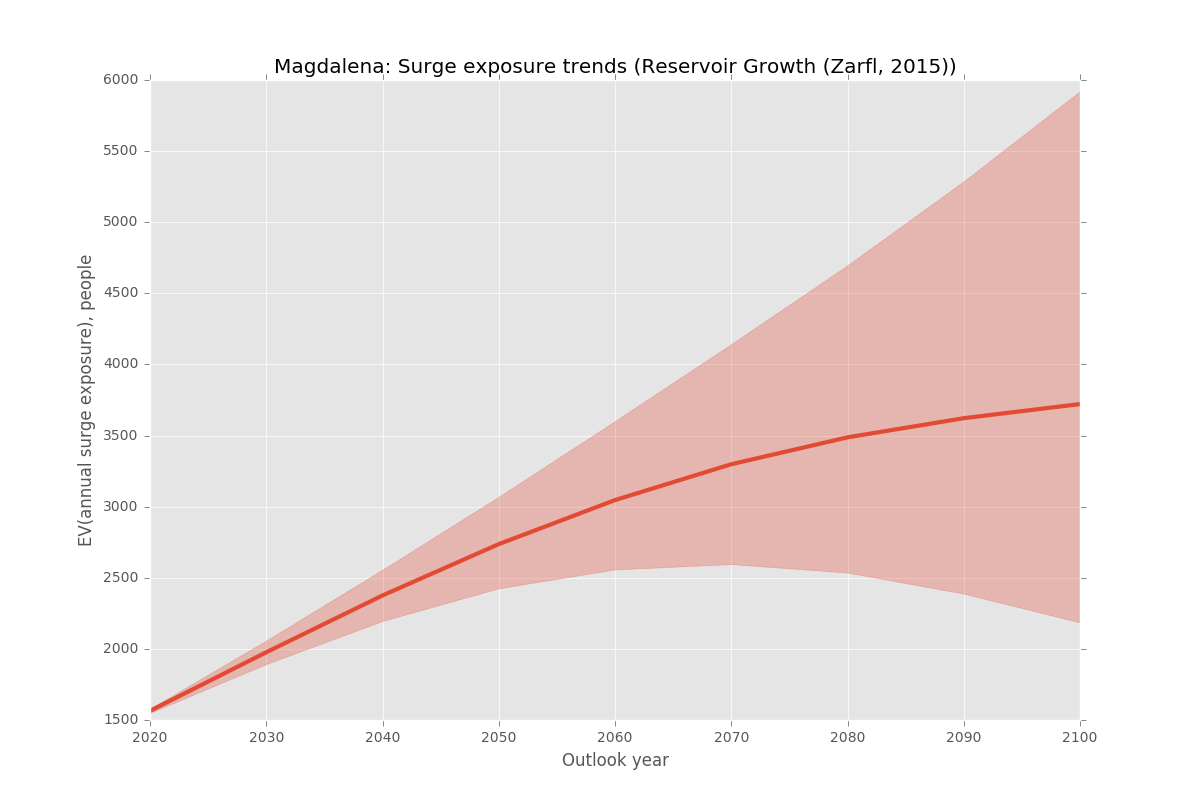 Magdalena: Surge exposure trends (Reservoir Growth (Zarfl, 2015))
6000
5500
5000
4500
4000
3500
3000
2500
2000
1500
EV(annual surge exposure), people
2020 2030 2040 2050 2060 2070 2080 2090 2100
Outlook year